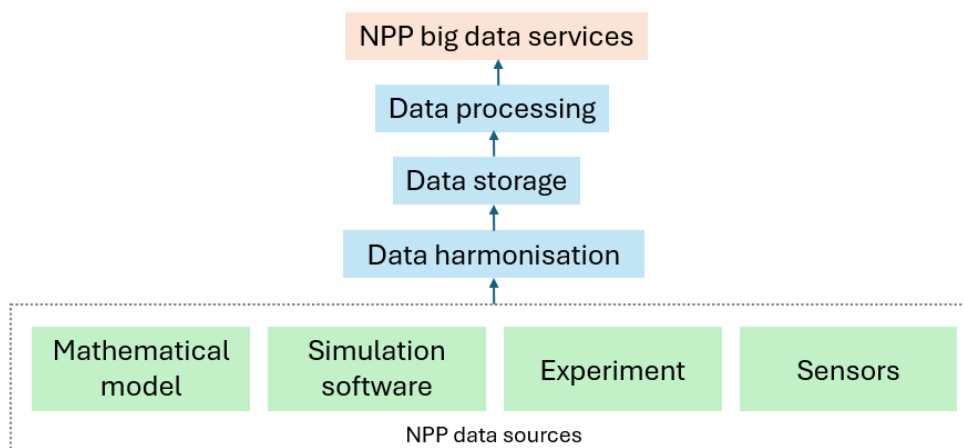 NPP big data services
Data processing
Data storage
Data harmonisation
Mathematical
model
Simulation
software
Experiment
Sensors
NPP data sources